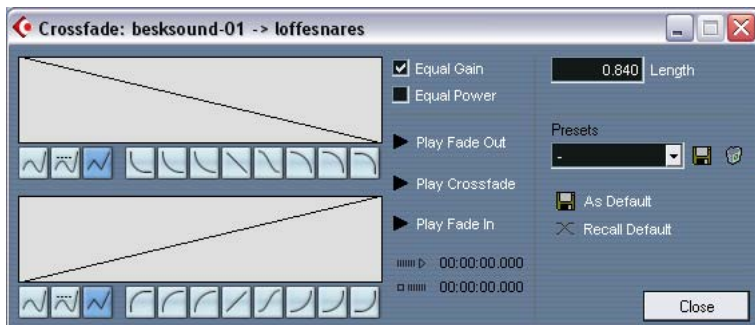 Crossfade: besksound-01 -> loffesnares
Equal Gain
Equal Power
Play Fade Out
Play Crossfade
Play Fade In
00:00:00.000
00:00:00.000
0.840 Length
Presets
-
As Default
Recall Default
Close